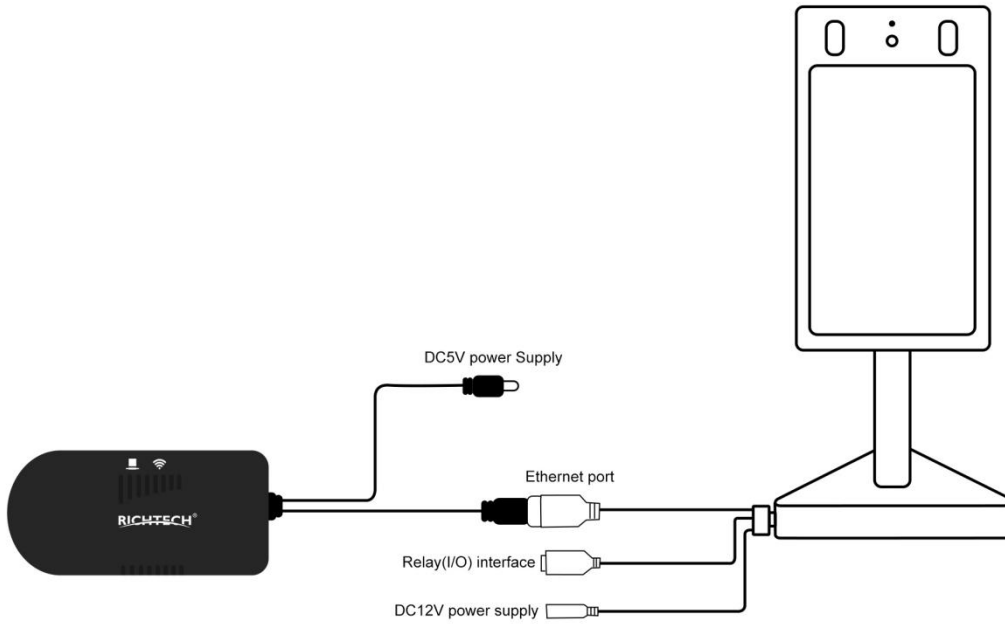 DC5V power Supply
Ethernet port
RICHTECH®
Relay(I/O) interface
DC12V power supply